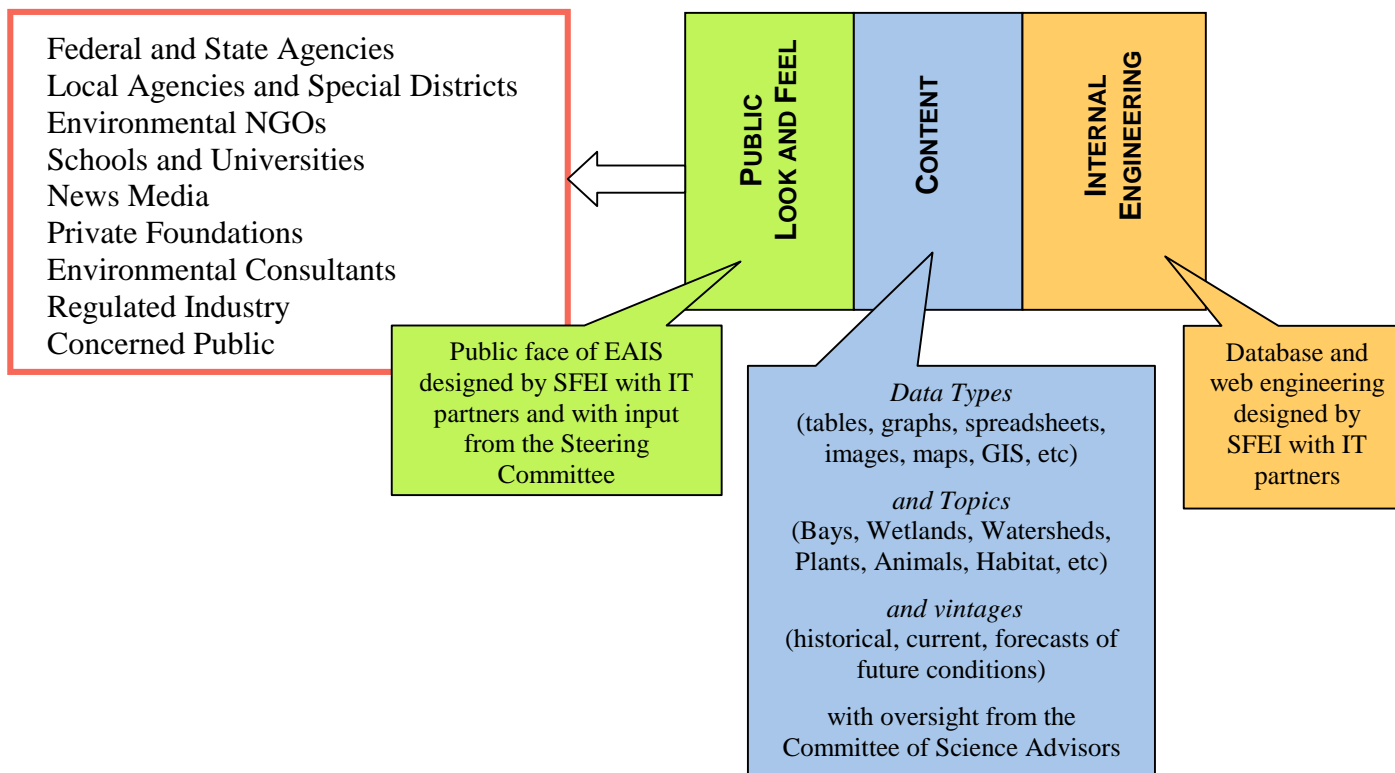 Federal and State Agencies
Local Agencies and Special Districts
Environmental NGOs
Schools and Universities
News Media
Private Foundations
Environmental Consultants
Regulated Industry
Concerned Public
PUBLIC
LOOK AND FEEL
CONTENT
INTERNAL
ENGINEERING
Public face of EAIS
designed by SFEI with IT
partners and with input
from the Steering
Committee
Data Types
(tables, graphs, spreadsheets,
images, maps, GIS, etc)
and Topics
(Bays, Wetlands, Watersheds,
Plants, Animals, Habitat, etc)
and vintages
(historical, current, forecasts of
future conditions)
with oversight from the
Committee of Science Advisors
Database and
web engineering
designed by
SFEI with IT
partners